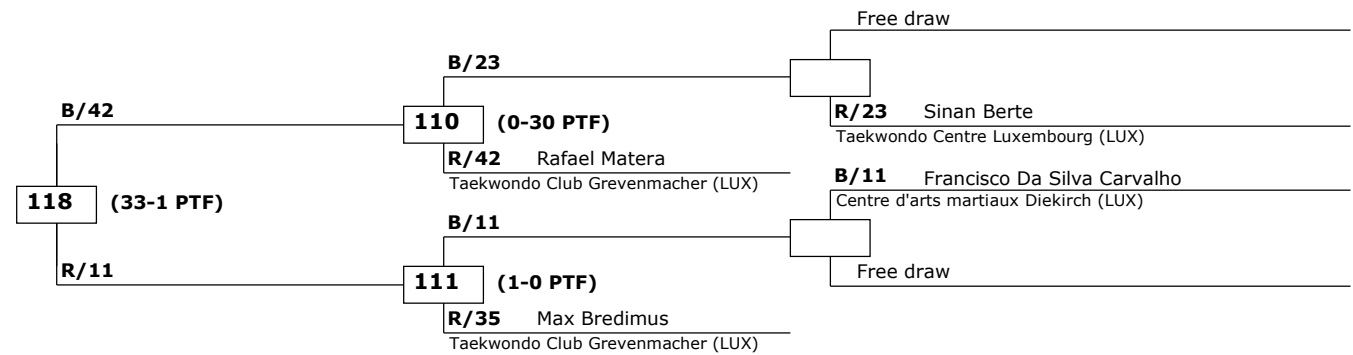 Free draw
B/23
B/42
110 (0-30 PTF)
R/23 Sinan Berte
Taekwondo Centre Luxembourg (LUX)
R/42 Rafael Matera
Taekwondo Club Grevenmacher (LUX)
B/11 Francisco Da Silva Carvalho
Centre d'arts martiaux Diekirch (LUX)
118 (33-1 PTF)
B/11
R/11
Free draw
111 (1-0 PTF)
R/35 Max Bredimus
Taekwondo Club Grevenmacher (LUX)